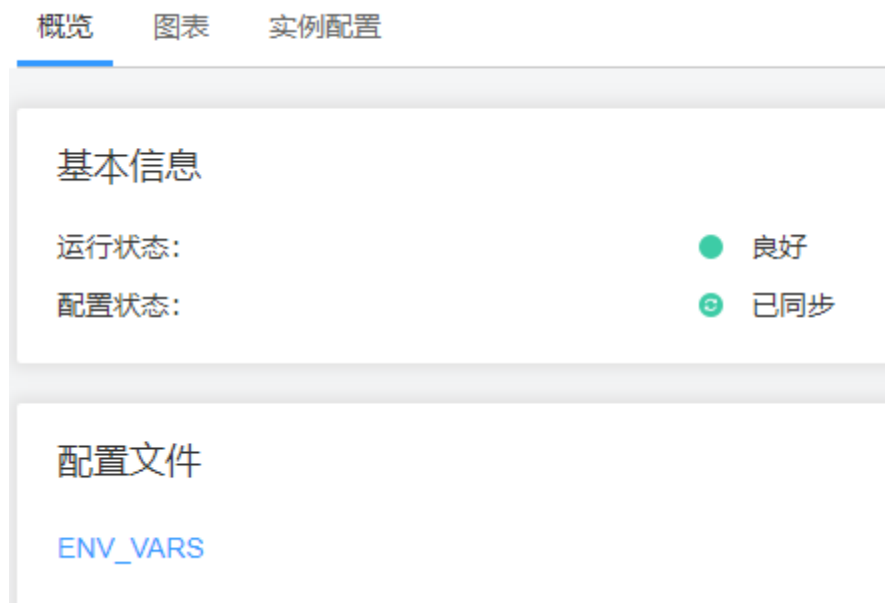 概览 图表 实例配置
基本信息
运行状态： 良好
配置状态： 已同步
配置文件
ENV_VARS